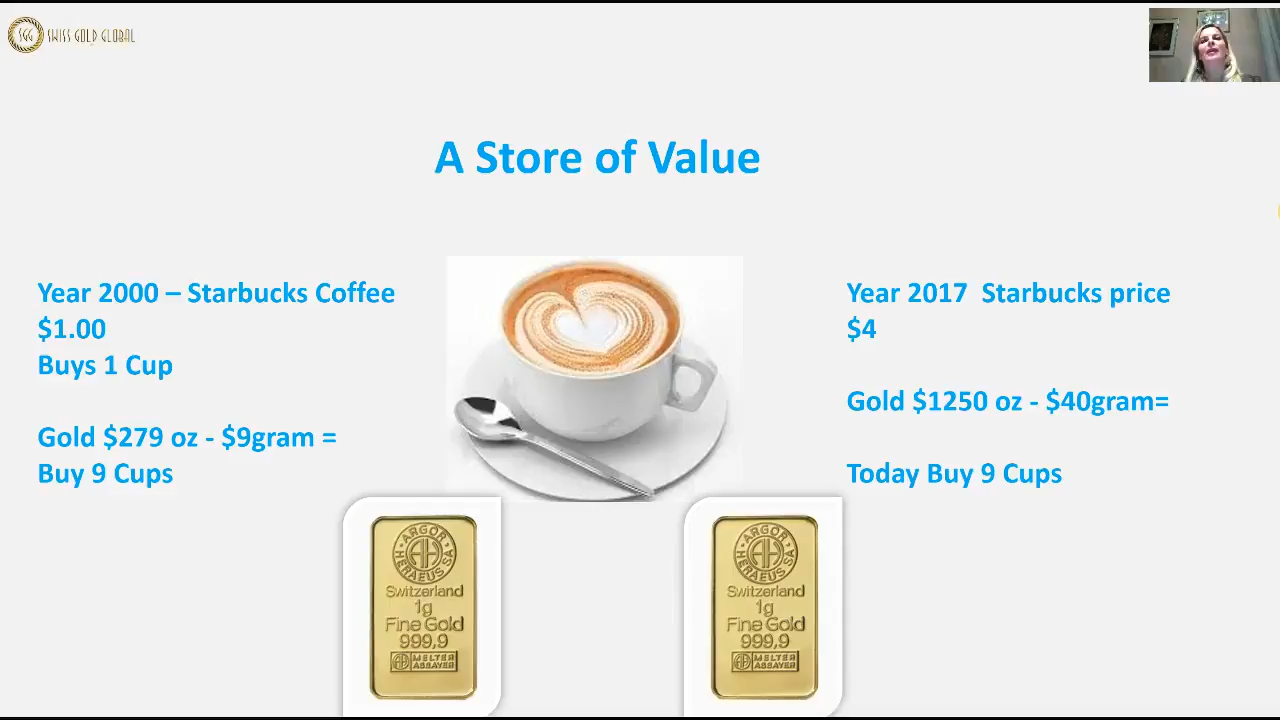 SGG SWISS GOLD GLOBAL
A Store of Value
Year 2000 – Starbucks Coffee
$1.00
Buys 1 Cup
Gold $279 oz - $9gram =
Buy 9 Cups
Year 2017  Starbucks price
$4
Gold $1250 oz - $40gram=
Today Buy 9 Cups
ARGOR
HERAEUS SA
Switzerland
1g
Fine Gold
999,9
MELTER
ASSAYER
ARGOR
HERAEUS SA
Switzerland
1g
Fine Gold
999,9
MELTER
ASSAYER